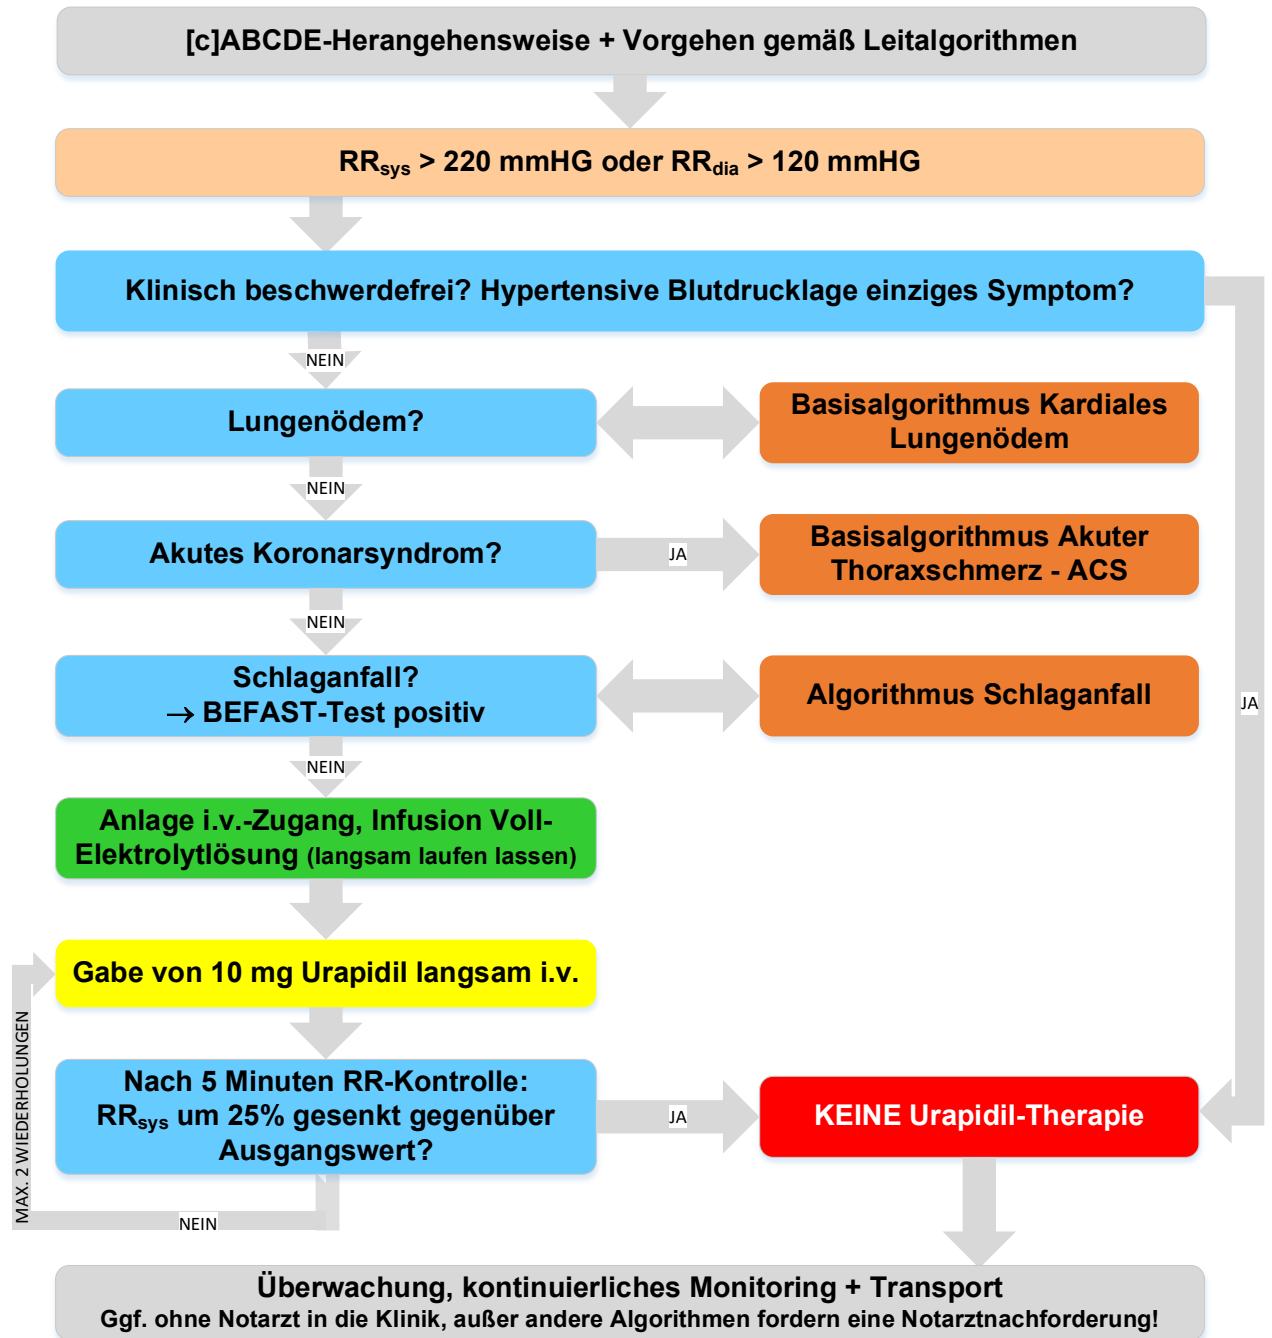 [c]ABCDE-Herangehensweise + Vorgehen gemäß Leitalgorithmen
RRsys > 220 mmHG oder RRdia > 120 mmHG
Klinisch beschwerdefrei? Hypertensive Blutdrucklage einziges Symptom?
NEIN
Lungenödem?
Basisalgorithmus Kardiales
Lungenödem
NEIN
Akutes Koronarsyndrom?
JA
Basisalgorithmus Akuter
Thoraxschmerz - ACS
NEIN
Schlaganfall?
→ BEFAST-Test positiv
Algorithmus Schlaganfall
JA
NEIN
Anlage i.v.-Zugang, Infusion Voll-
Elektrolytlösung (langsam laufen lassen)
Gabe von 10 mg Urapidil langsam i.v.
MAX. 2 WIEDERHOLUNGEN
Nach 5 Minuten RR-Kontrolle:
RRsys um 25% gesenkt gegenüber
Ausgangswert?
JA
KEINE Urapidil-Therapie
NEIN
Überwachung, kontinuierliches Monitoring + Transport
Ggf. ohne Notarzt in die Klinik, außer andere Algorithmen fordern eine Notarztnachforderung!